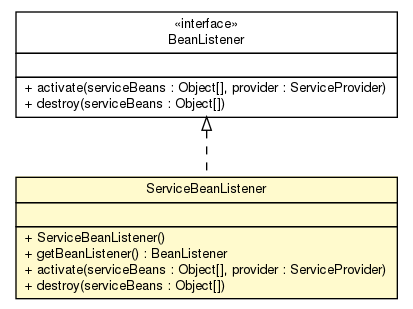 «interface»
BeanListener
+ activate(serviceBeans : Object[], provider : ServiceProvider)
+ destroy(serviceBeans : Object[])
ServiceBeanListener
+ ServiceBeanListener()
+ getBeanListener() : BeanListener
+ activate(serviceBeans : Object[], provider : ServiceProvider)
+ destroy(serviceBeans : Object[])